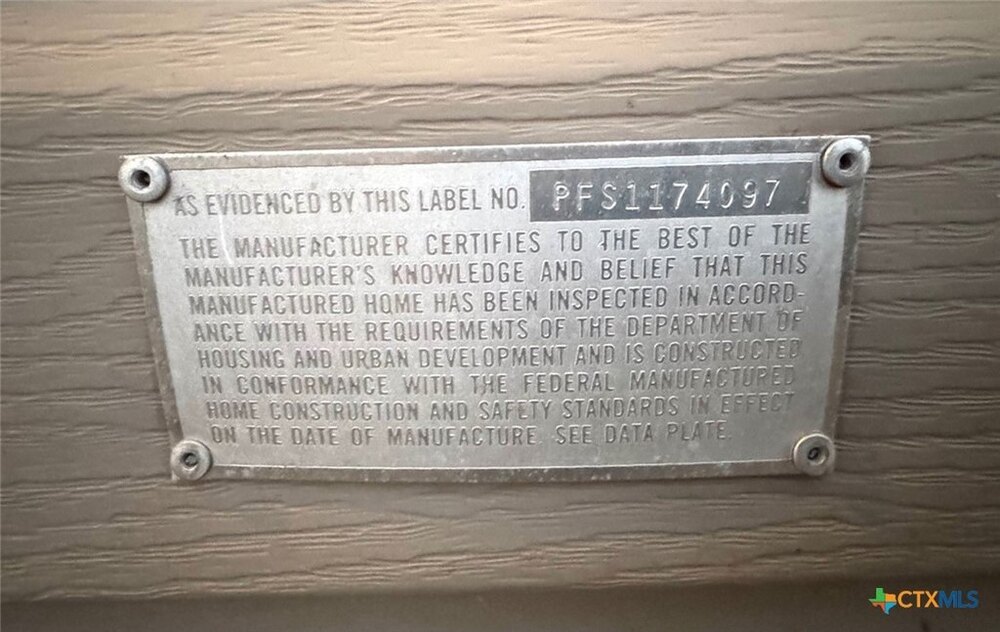 AS EVIDENCED BY THIS LABEL NO. PFS1174097
THE MANUFACTURER CERTIFIES TO THE BEST OF THE
MANUFACTURER'S KNOWLEDGE AND BELIEF THAT THIS
MANUFACTURED HOME HAS BEEN INSPECTED IN ACCORD-
ANCE WITH THE REQUIREMENTS OF THE DEPARTMENT OF
HOUSING AND URBAN DEVELOPMENT AND IS CONSTRUCTED
IN CONFORMANCE WITH THE FEDERAL MANUFACTURED
HOME CONSTRUCTION AND SAFETY STANDARDS IN EFFECT
ON THE DATE OF MANUFACTURE. SEE DATA PLATE.
CTXMLS